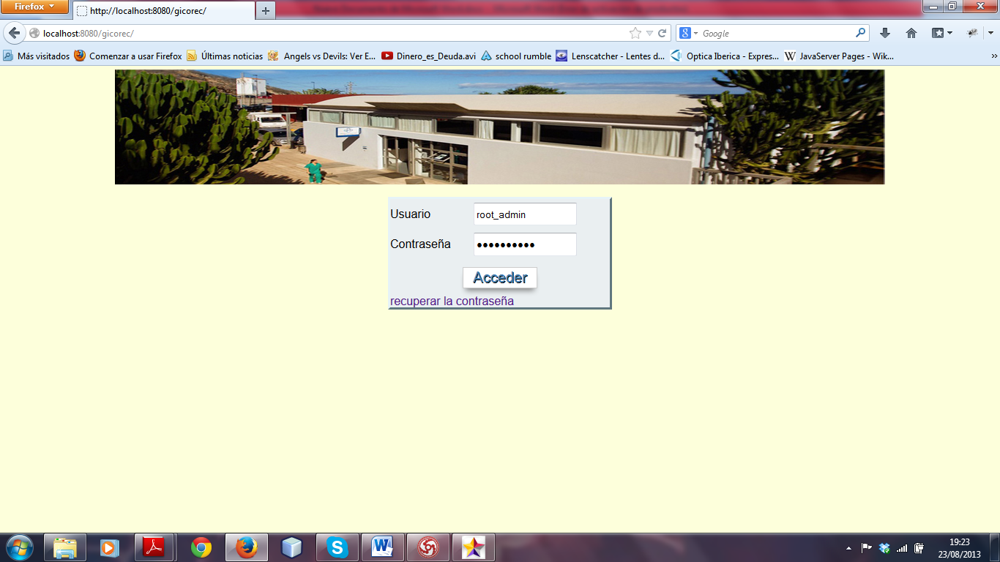 Firefox
http://localhost:8080/gicorec/
localhost:8080/gicorec/
Google
Más visitados
Comenzar a usar Firefox
Últimas noticias
Angels vs Devils: Ver E...
Dinero_es_Deuda.avi
school rumble
Lenscatcher - Lentes d...
Optica Iberica - Expres...
JavaServer Pages - Wik...
Usuario
root_admin
Contraseña
Acceder
recuperar la contraseña
19:23
23/08/2013